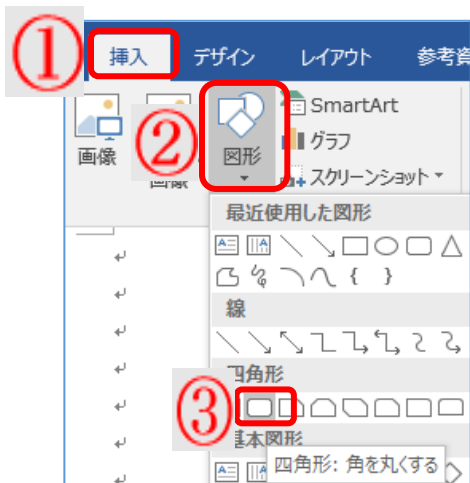 ① 挿入 デザイン レイアウト 参考資
② SmartArt
画像 図形 グラフ
画像 スクリーンショット
最近使用した図形
線
四角形
③
基本図形
四角形: 角を丸くする